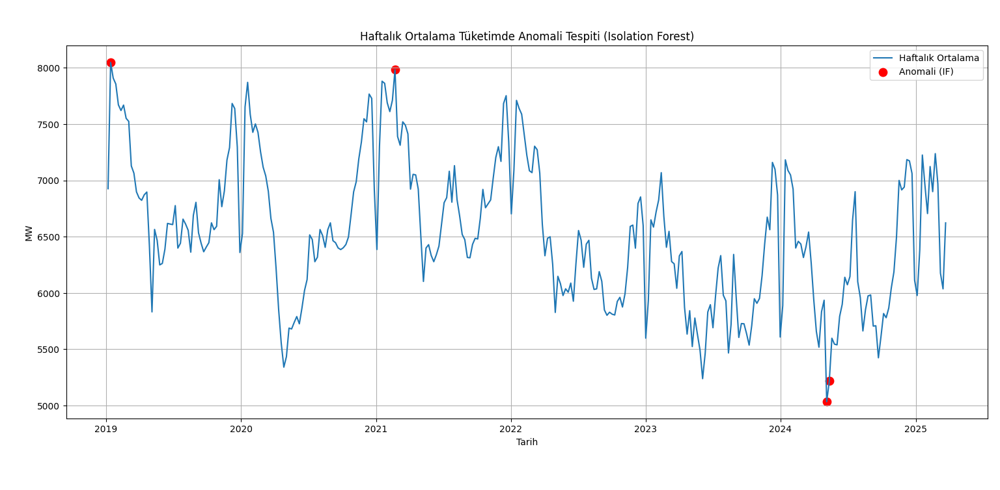 Haftalık Ortalama Tüketimde Anomali Tespiti (Isolation Forest)
Haftalık Ortalama
Anomali (IF)
8000
7500
7000
6500
6000
5500
5000
MW
2019 2020 2021 2022 2023 2024 2025
Tarih